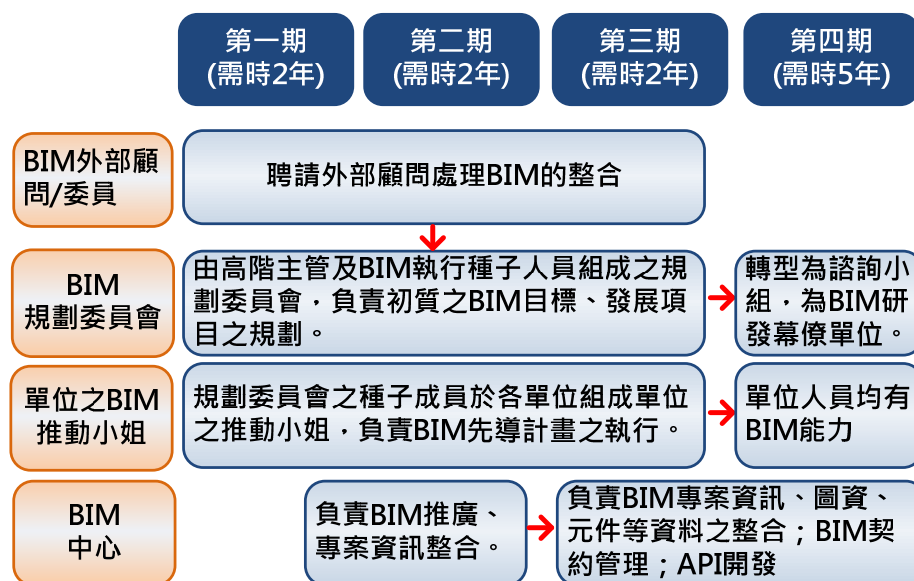 第一期
(需時2年)
第二期
(需時2年)
第三期
(需時2年)
第四期
(需時5年)
BIM外部顧
問/委員
聘請外部顧問處理BIM的整合
BIM
規劃委員會
由高階主管及BIM執行種子人員組成之規
劃委員會，負責初質之BIM目標、發展項
目之規劃。
轉型為諮詢小
組，為BIM研
發幕僚單位。
單位之BIM
推動小姐
規劃委員會之種子成員於各單位組成單位
之推動小姐，負責BIM先導計畫之執行。
單位人員均有
BIM能力
BIM
中心
負責BIM推廣、
專案資訊整合。
負責BIM專案資訊、圖資、
元件等資料之整合；BIM契
約管理；API開發